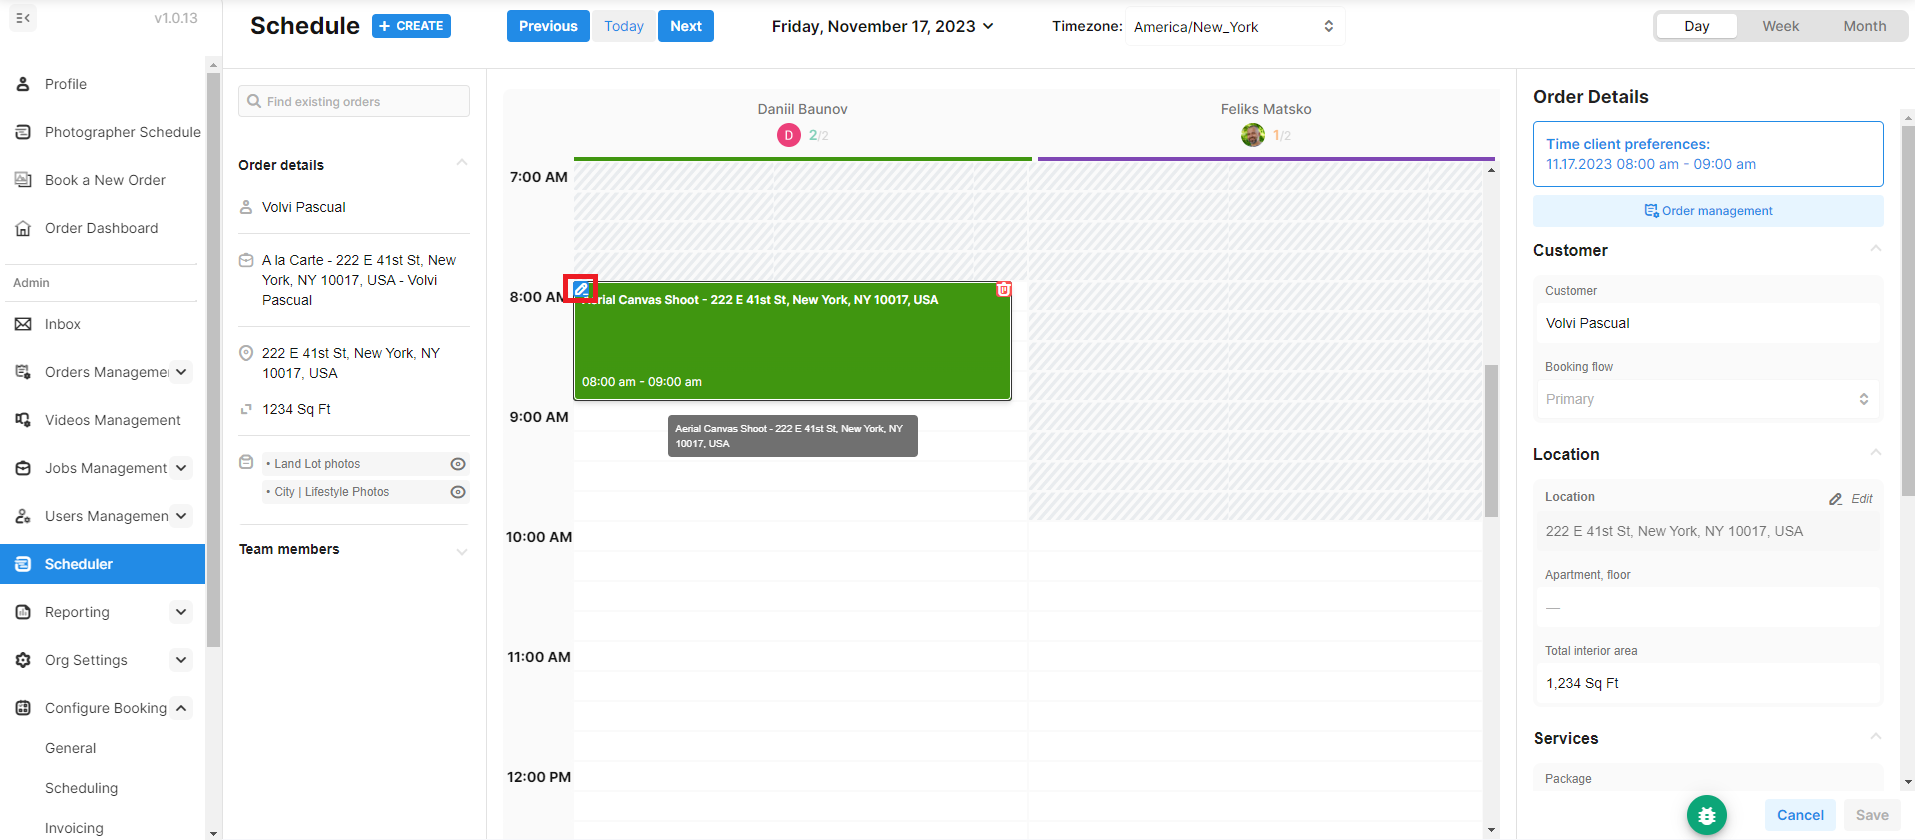 v1.0.13
Profile
Photographer Schedule
Book a New Order
Order Dashboard
Admin
Inbox
Orders Manageme
Videos Management
Jobs Management
Users Managemen
Scheduler
Reporting
Org Settings
Configure Booking
General
Scheduling
Invoicing
Schedule
+ CREATE
Previous
Today
Next
Friday, November 17, 2023
Timezone:
America/New_York
Day
Week
Month
Find existing orders
Order details
Volvi Pascual
A la Carte - 222 E 41st St, New
York, NY 10017, USA - Volvi
Pascual
222 E 41st St, New York, NY
10017, USA
1234 Sq Ft
• Land Lot photos
• City | Lifestyle Photos
Team members
Daniil Baunov
D
2/2
Feliks Matsko
1/2
7:00 AM
8:00 AM
Aerial Canvas Shoot - 222 E 41st St, New York, NY 10017, USA
08:00 am - 09:00 am
9:00 AM
Aerial Canvas Shoot - 222 E 41st St, New York, NY
10017, USA
10:00 AM
11:00 AM
12:00 PM
Order Details
Time client preferences:
11.17.2023 08:00 am - 09:00 am
Order management
Customer
Customer
Volvi Pascual
Booking flow
Primary
Location
Location
Edit
222 E 41st St, New York, NY 10017, USA
Apartment, floor
—
Total interior area
1,234 Sq Ft
Services
Package
Cancel
Save